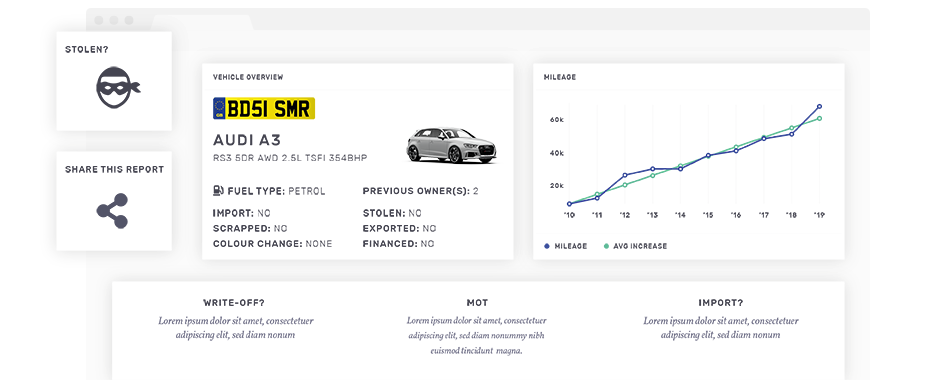 STOLEN?
SHARE THIS REPORT
VEHICLE OVERVIEW
GB
BD51 SMR
AUDI A3
RS3 5DR AWD 2.5L TSFI 354BHP
FUEL TYPE: PETROL
PREVIOUS OWNER(S): 2
IMPORT: NO
STOLEN: NO
SCRAPPED: NO
EXPORTED: NO
COLOUR CHANGE: NONE
FINANCED: NO
MILEAGE
60k
40k
20k
'10 '11 '12 '13 '14 '15 '16 '17 '18 '19
MILEAGE AVG INCREASE
WRITE-OFF?
Lorem ipsum dolor sit amet, consectetuer
adipiscing elit, sed diam nonum
MOT
Lorem ipsum dolor sit amet, consectetuer
adipiscing elit, sed diam nonummy nibh
euismod tincidunt magna.
IMPORT?
Lorem ipsum dolor sit amet, consectetuer
adipiscing elit, sed diam nonum